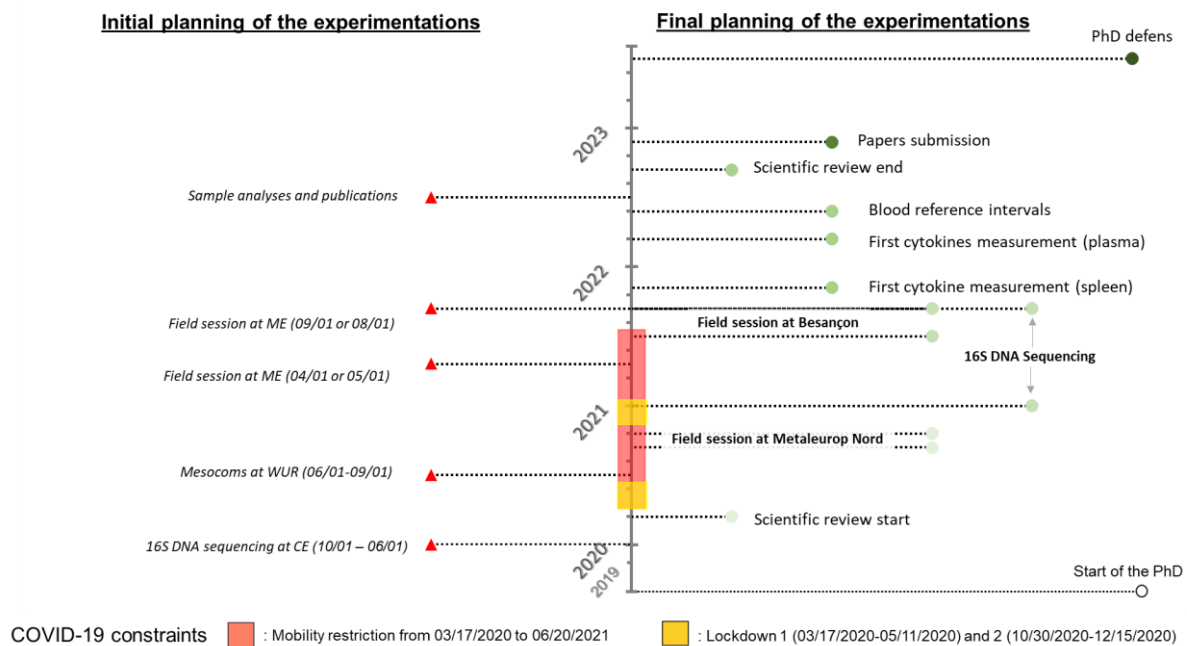 Initial planning of the experimentations
Final planning of the experimentations
PhD defens
2023
Papers submission
Scientific review end
Sample analyses and publications
Blood reference intervals
First cytokines measurement (plasma)
2022
First cytokine measurement (spleen)
Field session at ME (09/01 or 08/01)
Field session at Besançon
16S DNA Sequencing
Field session at ME (04/01 or 05/01)
2021
Field session at Metaleurop Nord
Mesocoms at WUR (06/01-09/01)
Scientific review start
16S DNA sequencing at CE (10/01 – 06/01)
2020
2019
Start of the PhD
COVID-19 constraints
: Mobility restriction from 03/17/2020 to 06/20/2021
: Lockdown 1 (03/17/2020-05/11/2020) and 2 (10/30/2020-12/15/2020)